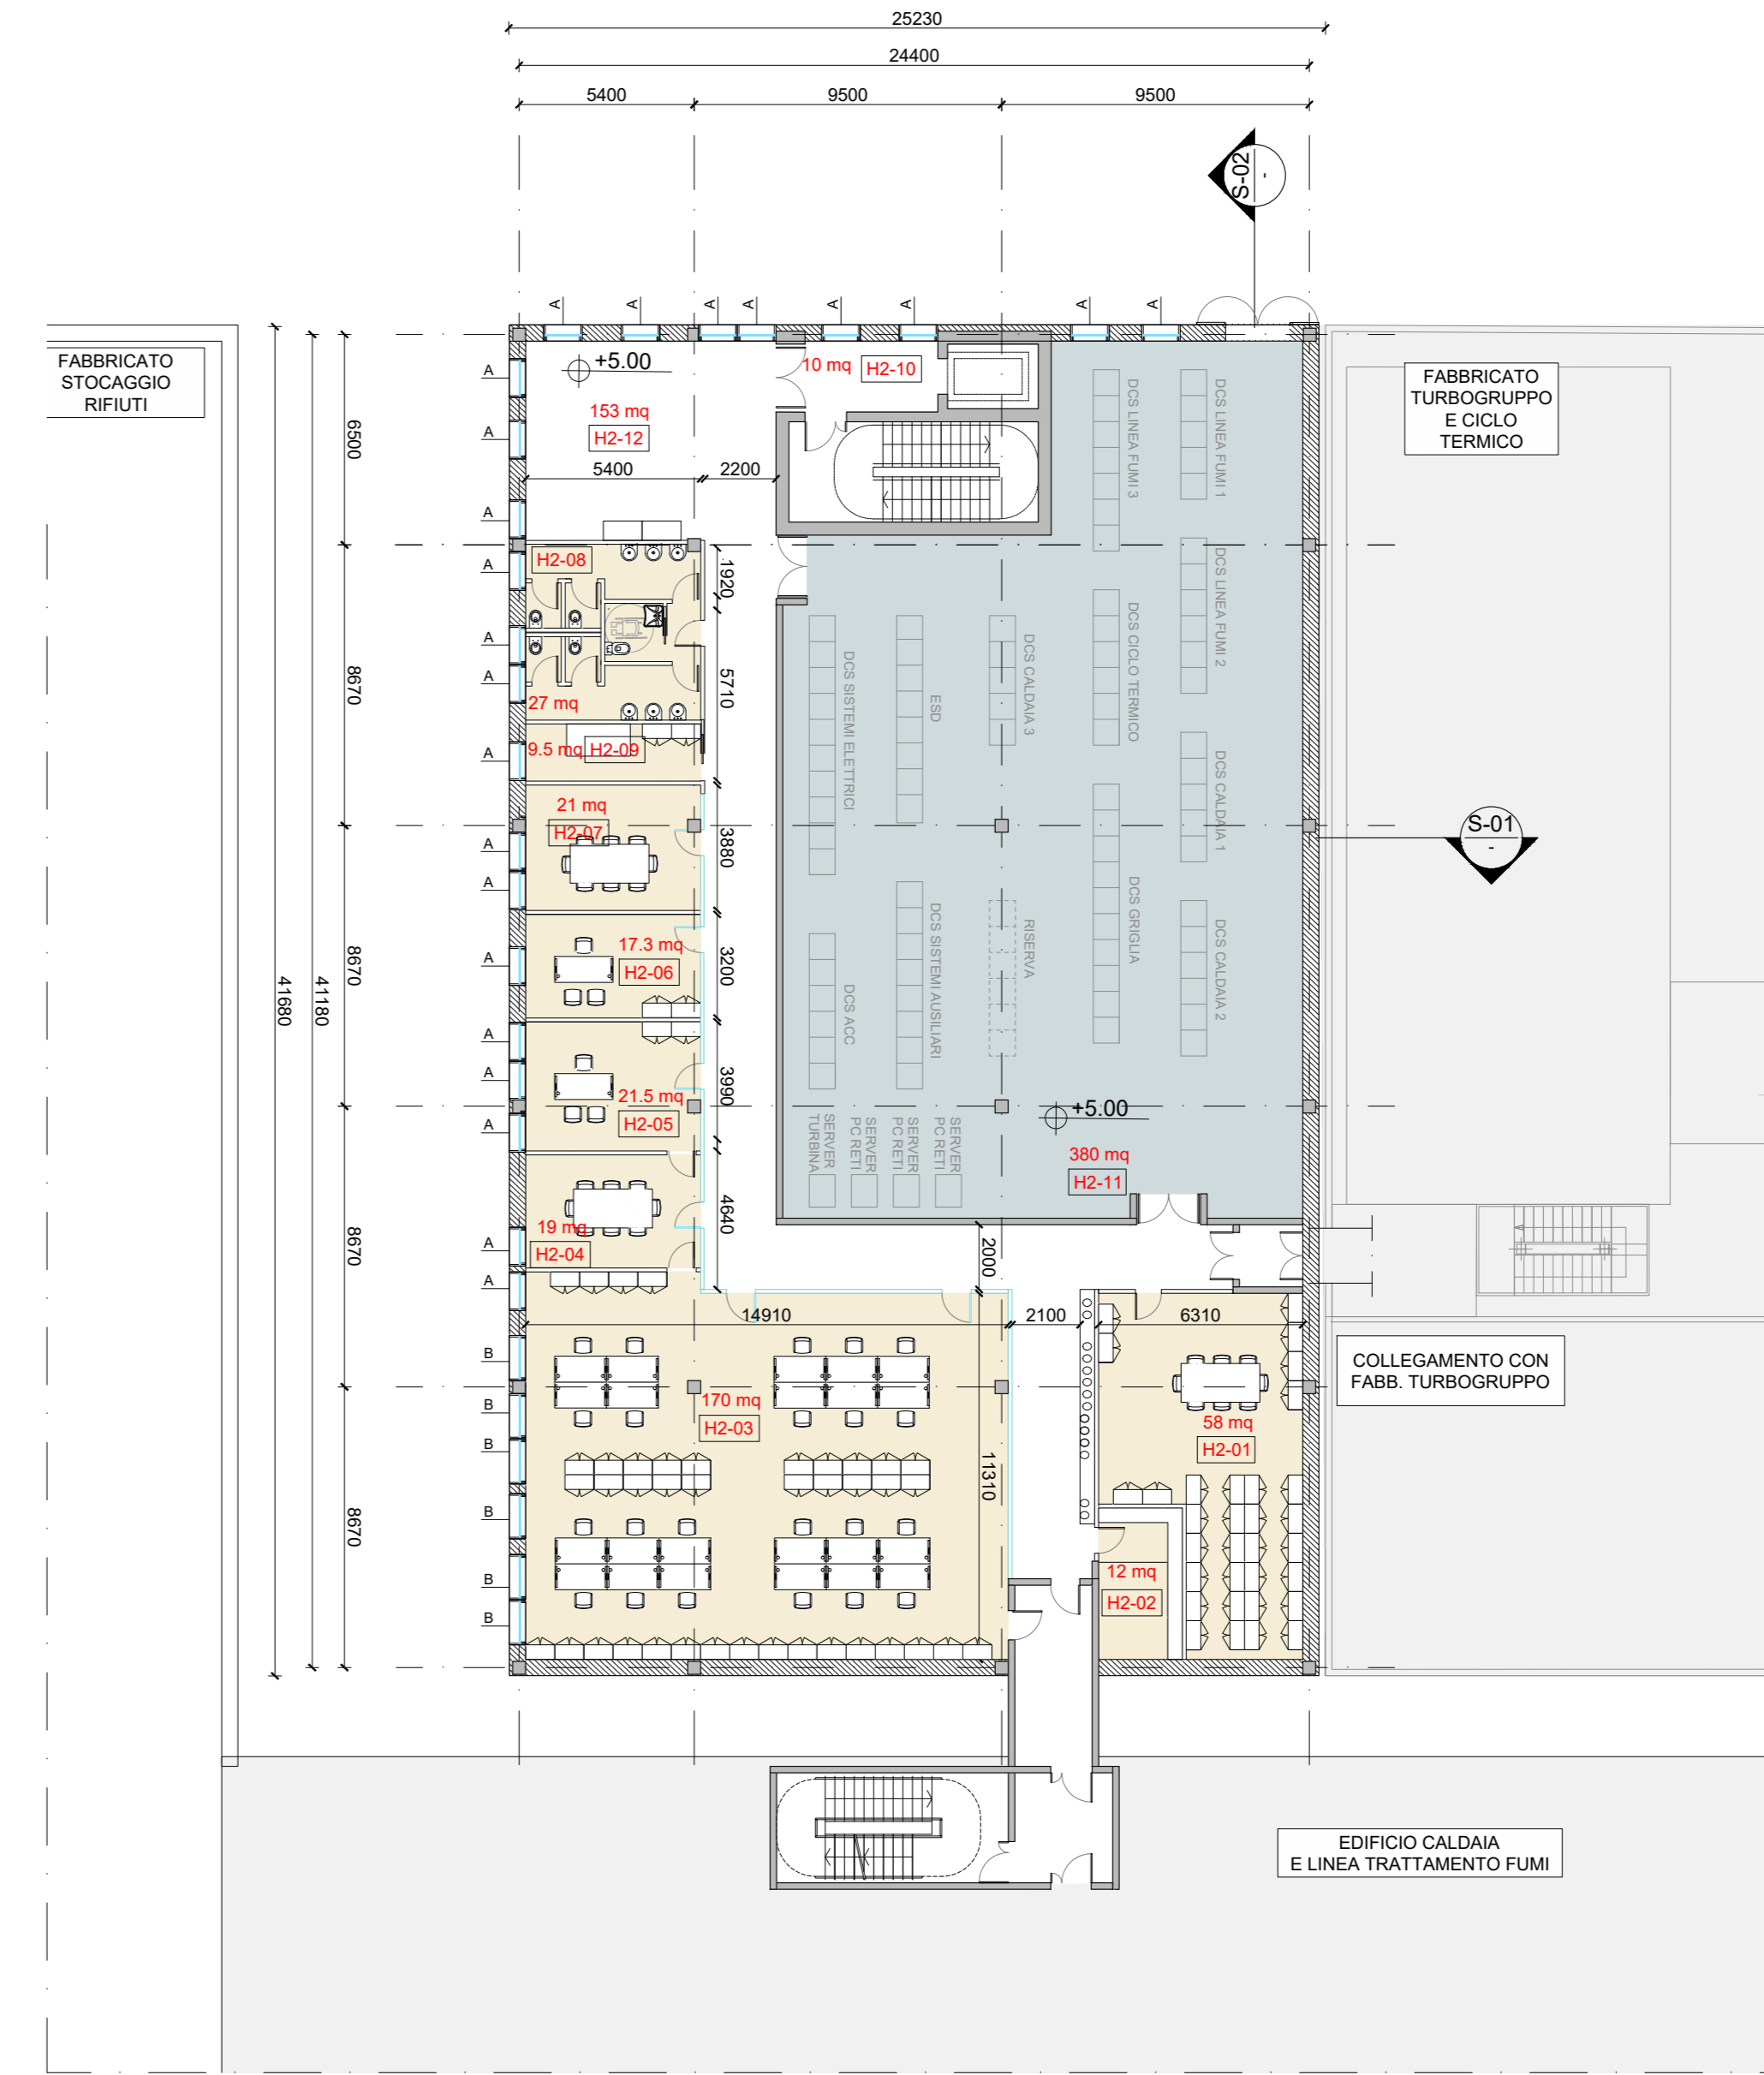 25230
24400
5400
9500
9500
S-02
-
A
A
A
A
A
A
A
A
FABBRICATO
STOCAGGIO
RIFIUTI
+5.00
10 mq
H2-10
153 mq
H2-12
5400
2200
FABBRICATO
TURBOGRUPPO
E CICLO
TERMICO
DCS LINEA FUMI 3
DCS LINEA FUMI 1
A
A
A
6500
H2-08
A
1920
DCS LINEA FUMI 2
DCS CICLO TERMICO
DCS CALDAIA 3
ESD
DCS SISTEMI ELETTRICI
A
A
8670
5710
27 mq
9.5 mq
H2-09
A
21 mq
H2-07
DCS CALDAIA 1
S-01
-
A
A
3880
DCS GRIGLIA
17.3 mq
H2-06
A
8670
3200
RISERVA
DCS SISTEMI AUSILIARI
DCS ACC
DCS CALDAIA 2
41680
41180
A
A
A
21.5 mq
H2-05
3990
+5.00
SERVER
TURBINA
SERVER
PC RETI
SERVER
PC RETI
SERVER
PC RETI
380 mq
H2-11
19 mq
H2-04
4640
A
A
8670
2000
14910
2100
6310
COLLEGAMENTO CON
FABB. TURBOGRUPPO
B
B
B
170 mq
H2-03
58 mq
H2-01
11310
8670
B
B
B
12 mq
H2-02
EDIFICIO CALDAIA
E LINEA TRATTAMENTO FUMI